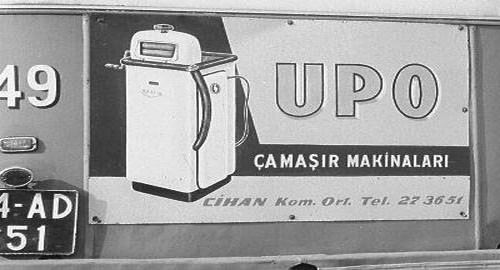 49
UPO
ÇAMAŞIR MAKİNALARI
CİHAN Kom. Ort. Tel. 27 36 51
4-AD
51